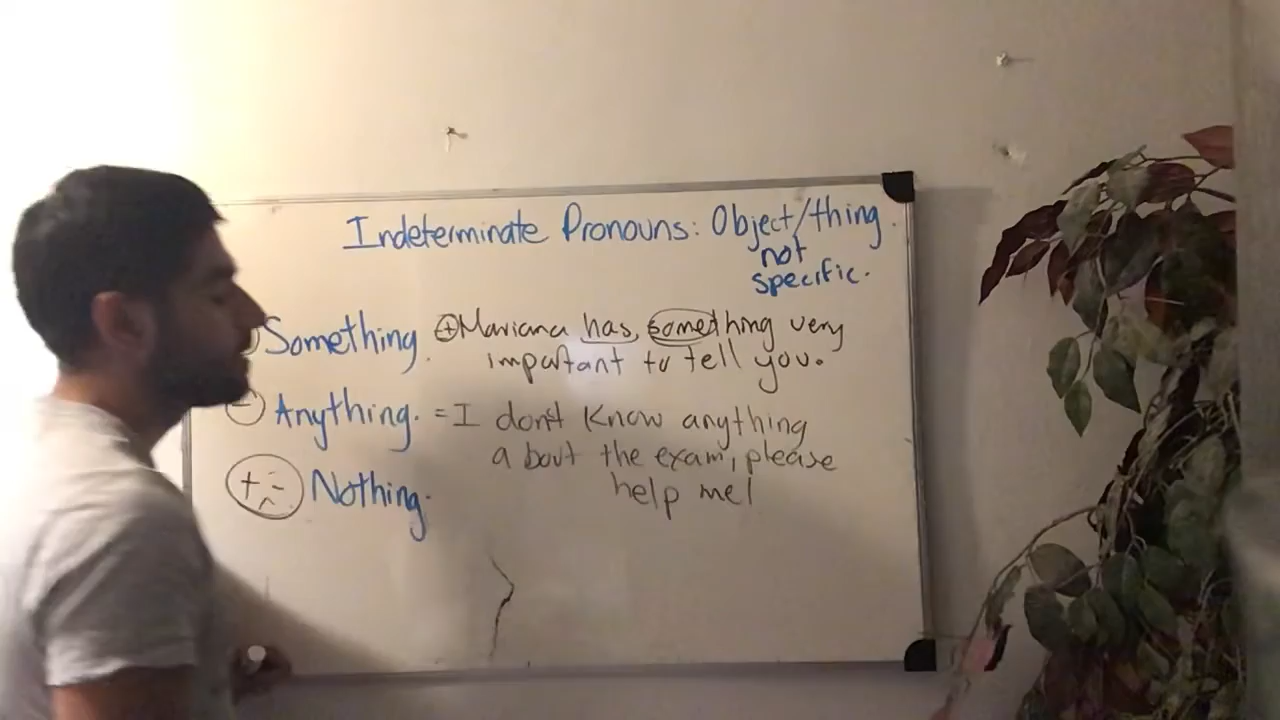 Indeterminate Pronouns: Object/thing
not
specific.
Something. ⊕Mariana has something very
important to tell you.
Anything. = I don't know anything
about the exam, please
help me!
Nothing.